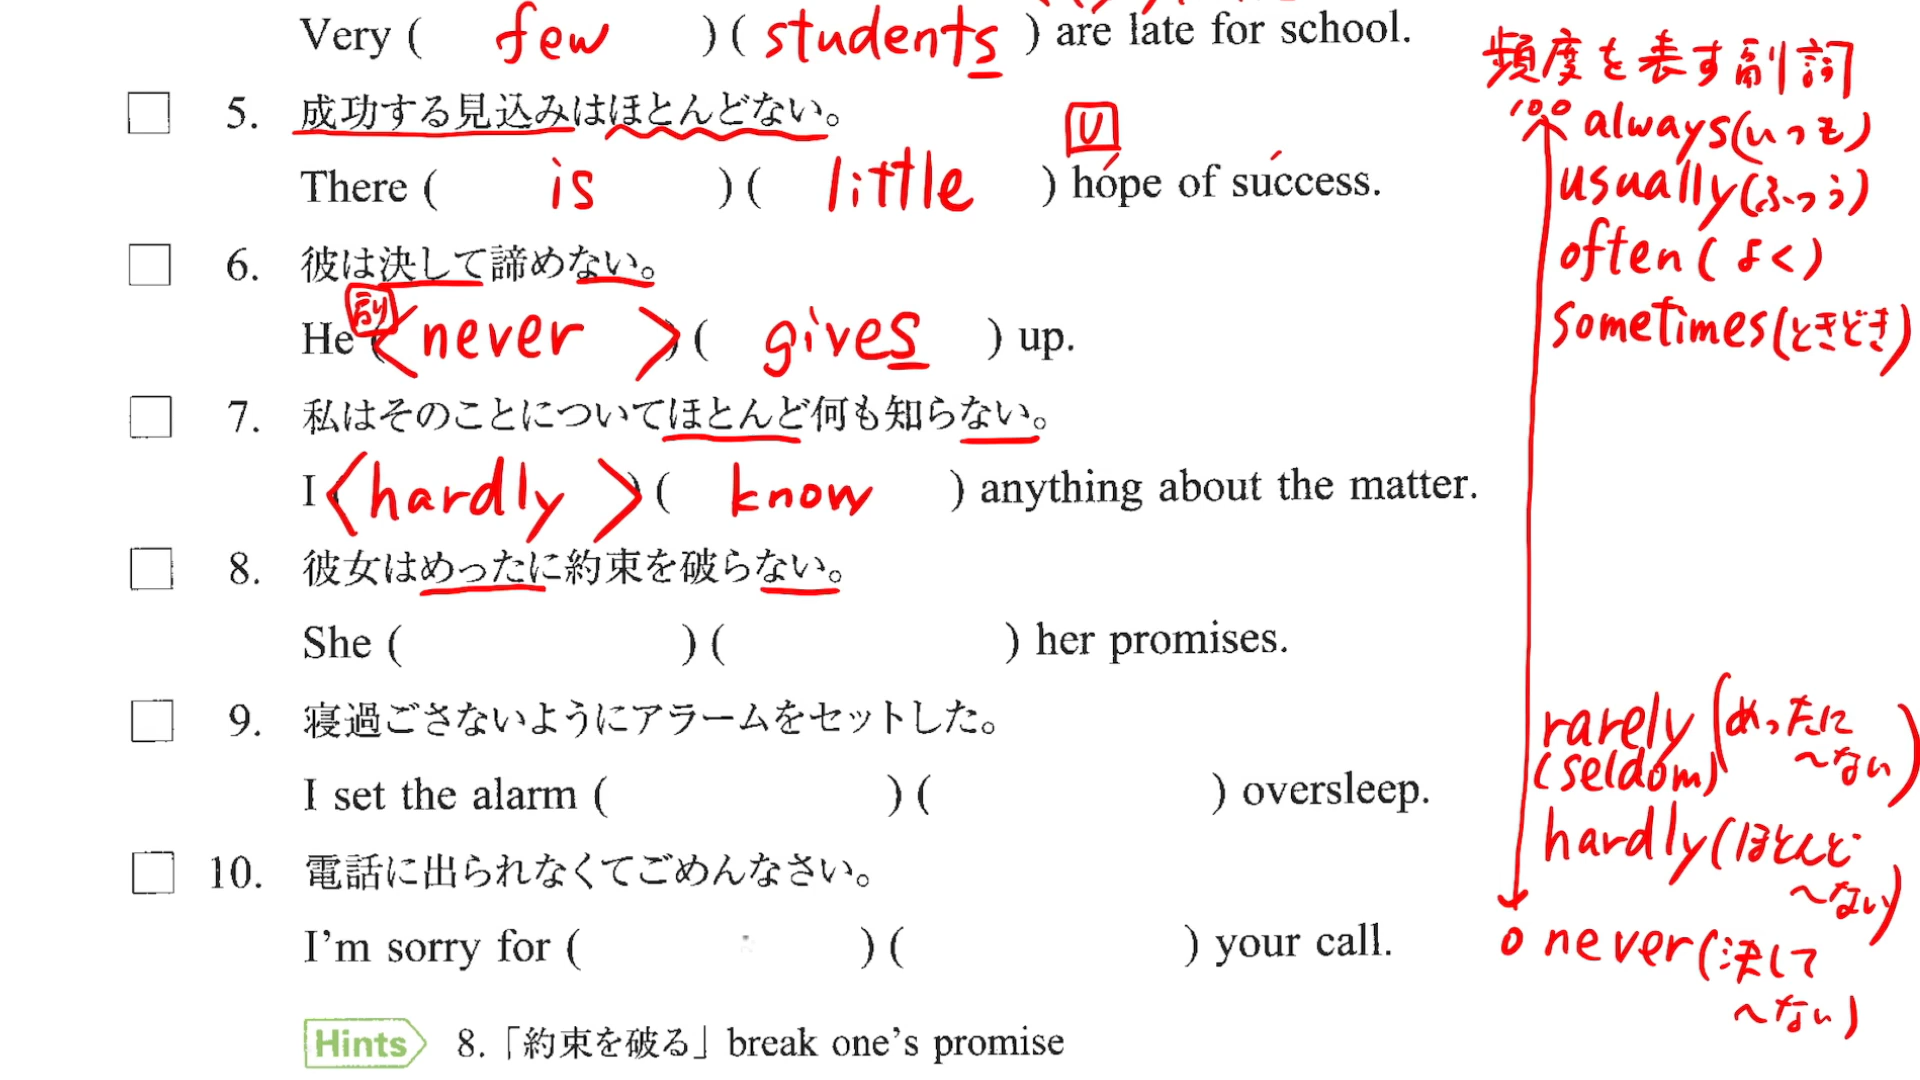 Very ( few ) ( students ) are late for school.
5. 成功する見込みはほとんどない。
U
There ( is ) ( little ) hópe of súccess.
6. 彼は決して諦めない。
副
He < never > ( gives ) up.
7. 私はそのことについてほとんど何も知らない。
I < hardly > ( know ) anything about the matter.
8. 彼女はめったに約束を破らない。
She ( ) ( ) her promises.
9. 寝過ごさないようにアラームをセットした。
I set the alarm ( ) ( ) oversleep.
10. 電話に出られなくてごめんなさい。
I'm sorry for ( ) ( ) your call.
Hints 8.「約束を破る」break one's promise
頻度を表す副詞
100 always(いつも)
usually(ふつう)
often(よく)
sometimes(ときどき)
rarely (めったに
(seldom) 〜ない)
hardly(ほとんど
〜ない)
0 never(決して
〜ない)